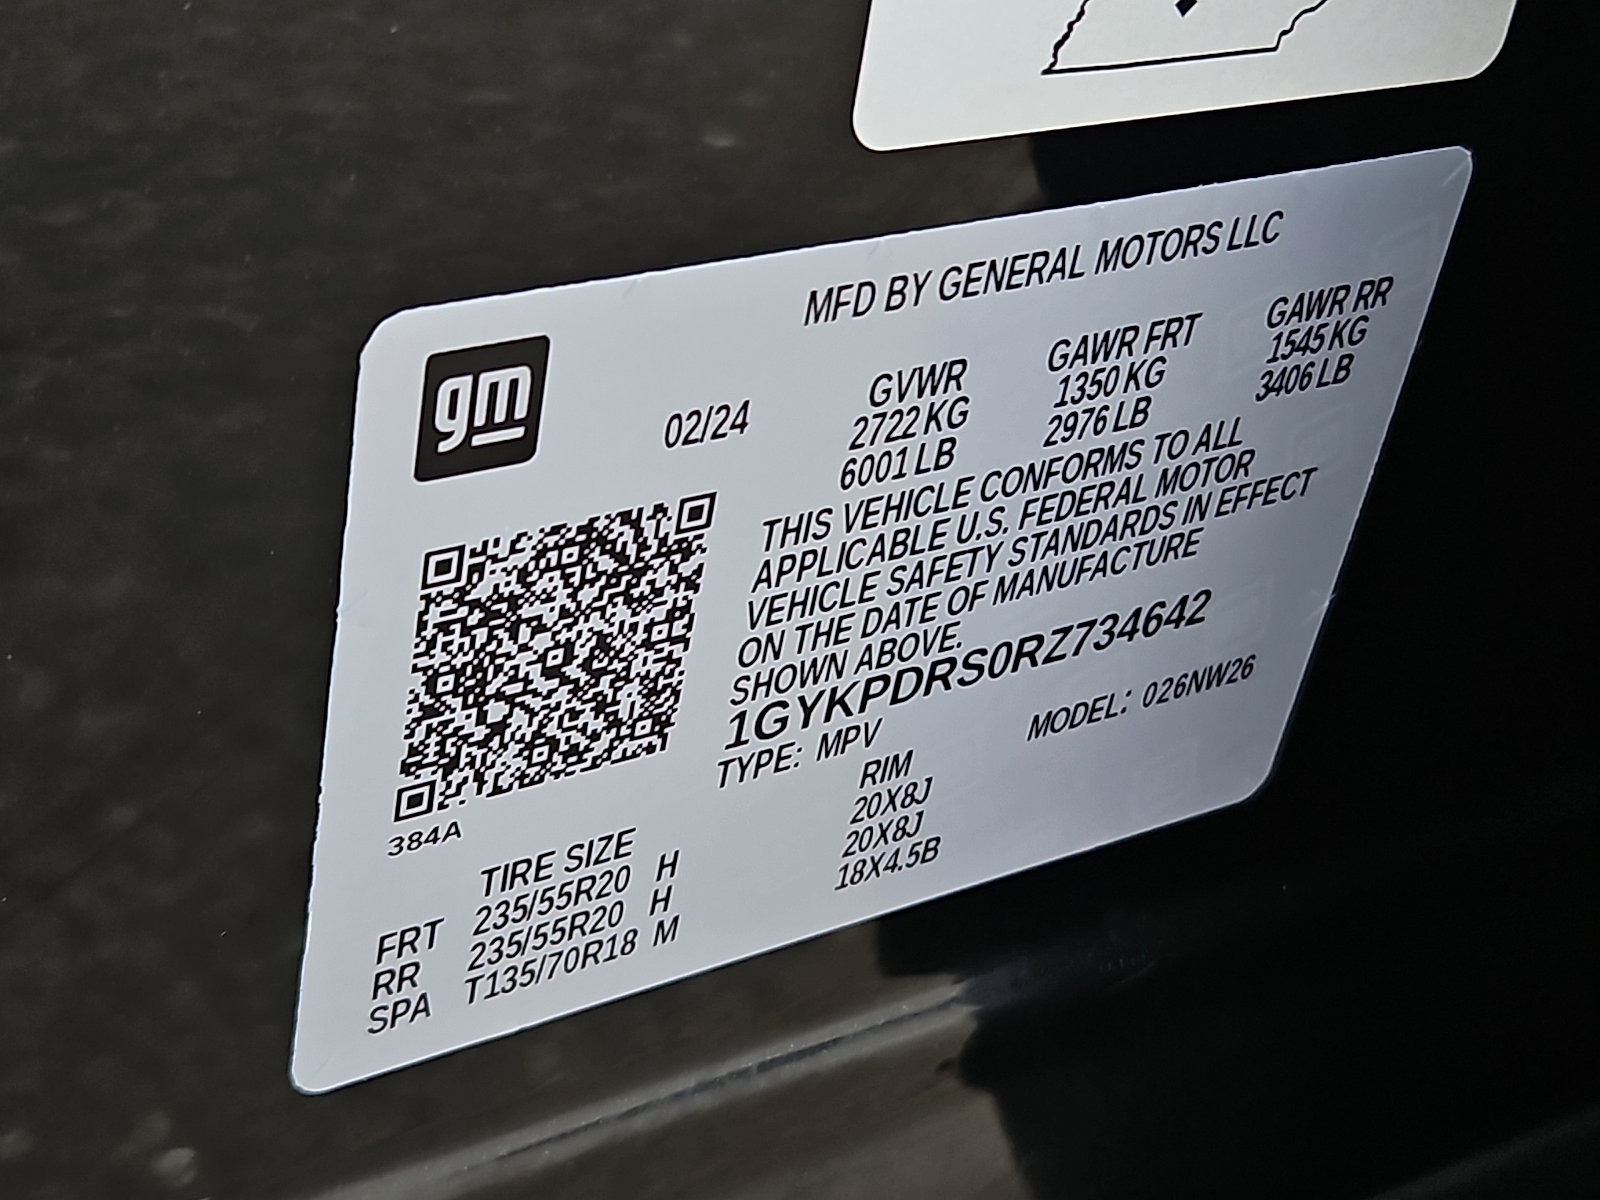 MFD BY GENERAL MOTORS LLC
gm
02/24
GVWR GAWR FRT GAWR RR
2722 KG 1350 KG 1545 KG
6001 LB 2976 LB 3406 LB
THIS VEHICLE CONFORMS TO ALL
APPLICABLE U.S. FEDERAL MOTOR
VEHICLE SAFETY STANDARDS IN EFFECT
ON THE DATE OF MANUFACTURE
SHOWN ABOVE.
1GYKPDRS0RZ734642
TYPE: MPV MODEL: 026NW26
384A
TIRE SIZE RIM
FRT 235/55R20 H 20X8J
RR 235/55R20 H 20X8J
SPA T135/70R18 M 18X4.5B